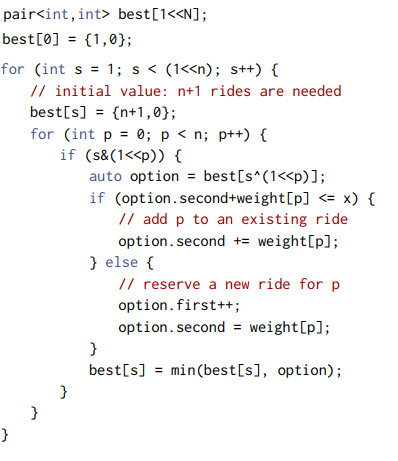 pair<int,int> best[1<<N];
best[0] = {1,0};
for (int s = 1; s < (1<<n); s++) {
    // initial value: n+1 rides are needed
    best[s] = {n+1,0};
    for (int p = 0; p < n; p++) {
        if (s&(1<<p)) {
            auto option = best[s^(1<<p)];
            if (option.second+weight[p] <= x) {
                // add p to an existing ride
                option.second += weight[p];
            } else {
                // reserve a new ride for p
                option.first++;
                option.second = weight[p];
            }
            best[s] = min(best[s], option);
        }
    }
}